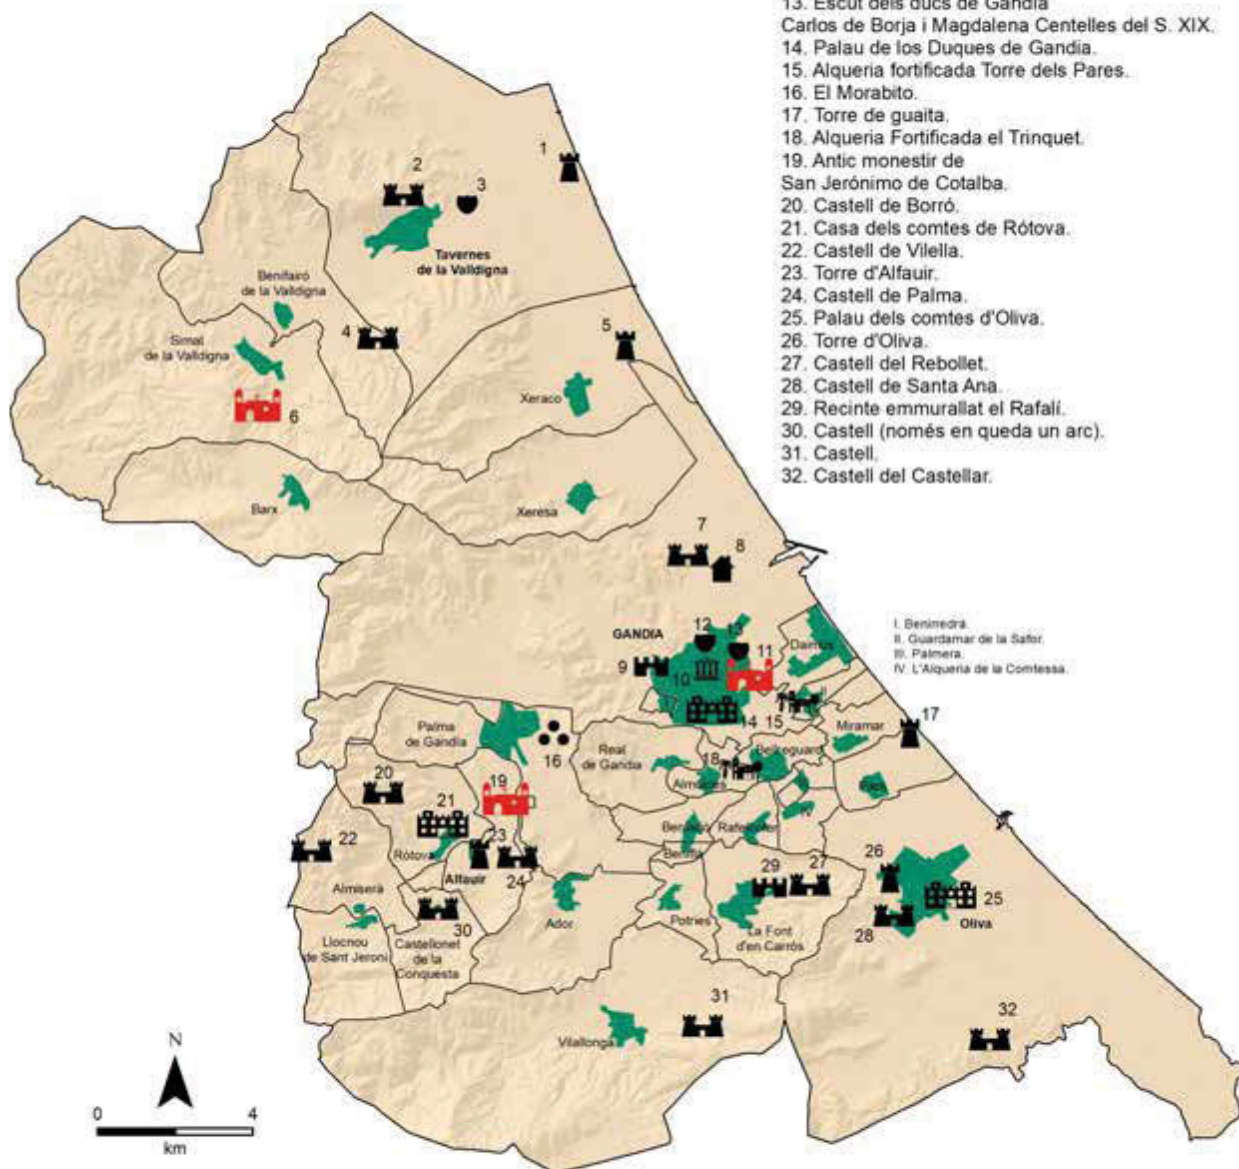 13. Escut dels ducs de Gandia
Carlos de Borja i Magdalena Centelles del S. XIX.
14. Palau de los Duques de Gandia.
15. Alqueria fortificada Torre dels Pares.
16. El Morabito.
17. Torre de guaita.
18. Alqueria Fortificada el Trinquet.
19. Antic monestir de
San Jerónimo de Cotalba.
20. Castell de Borró.
21. Casa dels comtes de Rótova.
22. Castell de Vilella.
23. Torre d'Alfauir.
24. Castell de Palma.
25. Palau dels comtes d'Oliva.
26. Torre d'Oliva.
27. Castell del Rebollet.
28. Castell de Santa Ana.
29. Recinte emmurallat el Rafalí.
30. Castell (només en queda un arc).
31. Castell.
32. Castell del Castellar.
1
2
3
Tavernes
de la Valldigna
Benifairó
de la Valldigna
4
5
Simat
de la Valldigna
6
Xeraco
Barx
Xeresa
7
8
I. Benirredrà.
II. Guardamar de la Safor.
III. Palmera.
IV. L'Alqueria de la Comtessa.
GANDIA
12
13
11
Daimús
9
10
14
15
Miramar
17
Palma
de Gandia
16
Real
de Gandia
18
Bellreguard
Almoines
Piles
20
19
21
IV
Beniarjó
Rafelcofer
22
Ròtova
23
Alfauir
24
Beniflá
29
27
26
25
Almiserà
30
Ador
Potries
La Font
d'en Carròs
28
Oliva
Llocnou
de Sant Jeroni
Castellonet
de la
Conquesta
31
32
Vilallonga
N
0
4
km